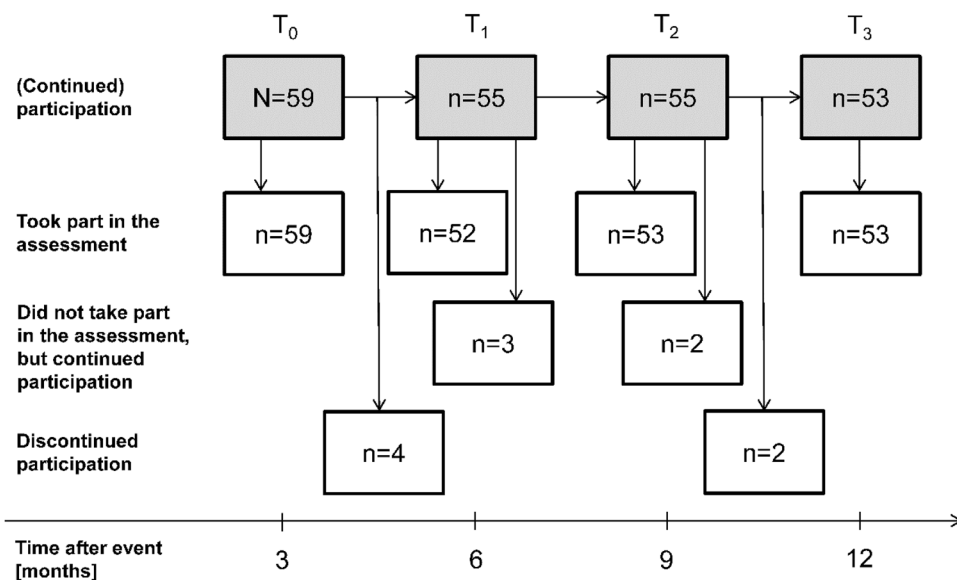 T0 T1 T2 T3
(Continued)
participation
N=59 n=55 n=55 n=53
Took part in the
assessment
n=59 n=52 n=53 n=53
Did not take part
in the assessment,
but continued
participation
n=3 n=2
Discontinued
participation
n=4 n=2
Time after event
[months]
3 6 9 12